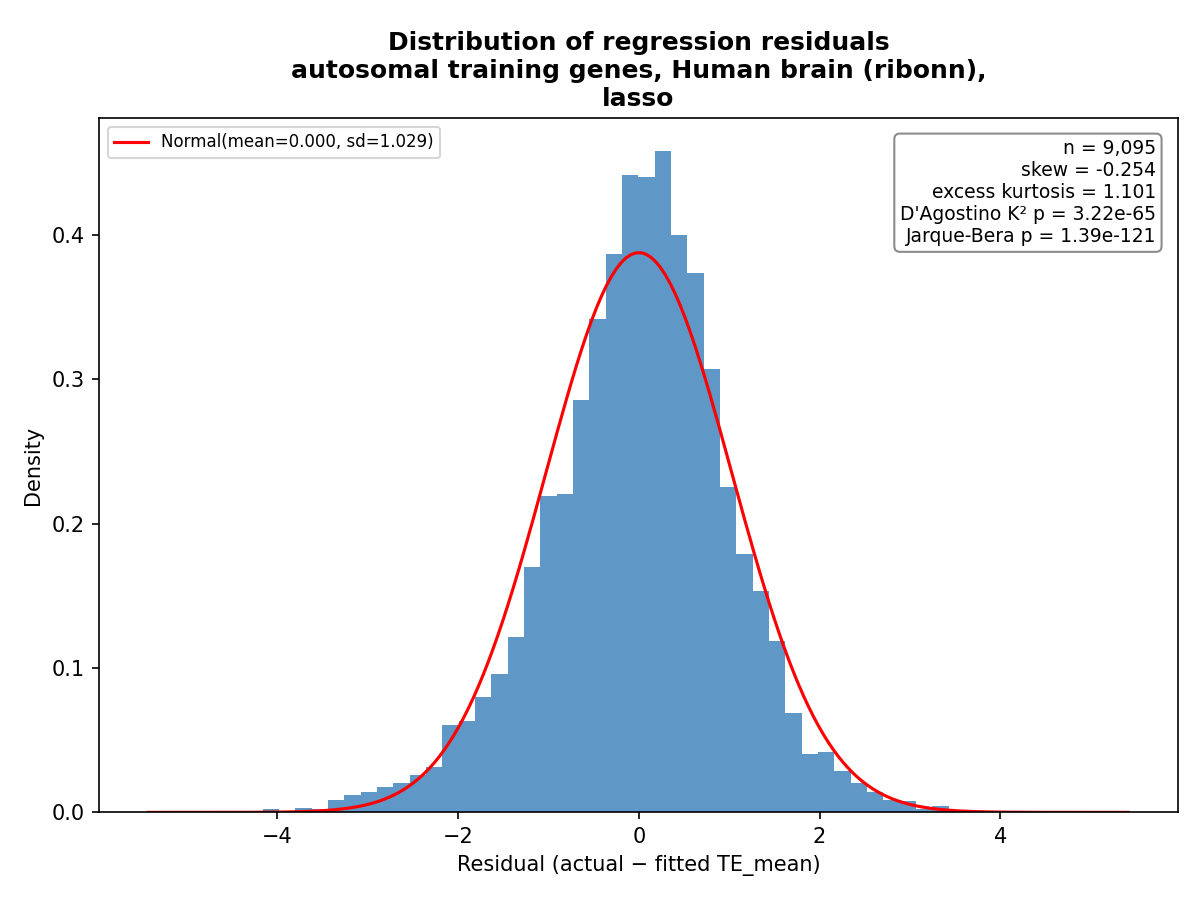 Distribution of regression residuals
autosomal training genes, Human brain (ribonn),
lasso
Normal(mean=0.000, sd=1.029)
n = 9,095
skew = -0.254
excess kurtosis = 1.101
D'Agostino K² p = 3.22e-65
Jarque-Bera p = 1.39e-121
Density
0.4
0.3
0.2
0.1
0.0
−4
−2
0
2
4
Residual (actual − fitted TE_mean)